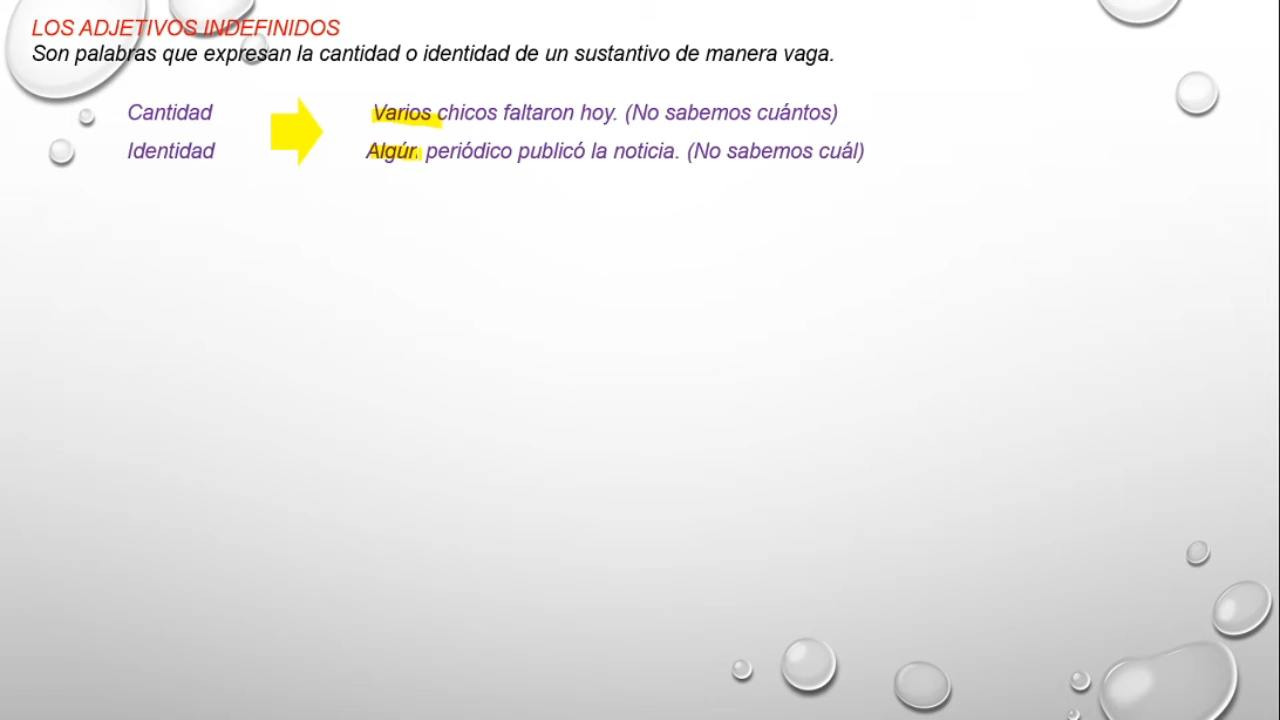 LOS ADJETIVOS INDEFINIDOS
Son palabras que expresan la cantidad o identidad de un sustantivo de manera vaga.
Cantidad Varios chicos faltaron hoy. (No sabemos cuántos)
Identidad Algún periódico publicó la noticia. (No sabemos cuál)